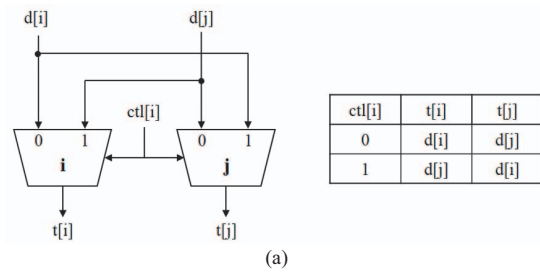 d[i] d[j]
ctl[i]
0 1 0 1
i j
t[i] t[j]
ctl[i] t[i] t[j]
0 d[i] d[j]
1 d[j] d[i]
(a)